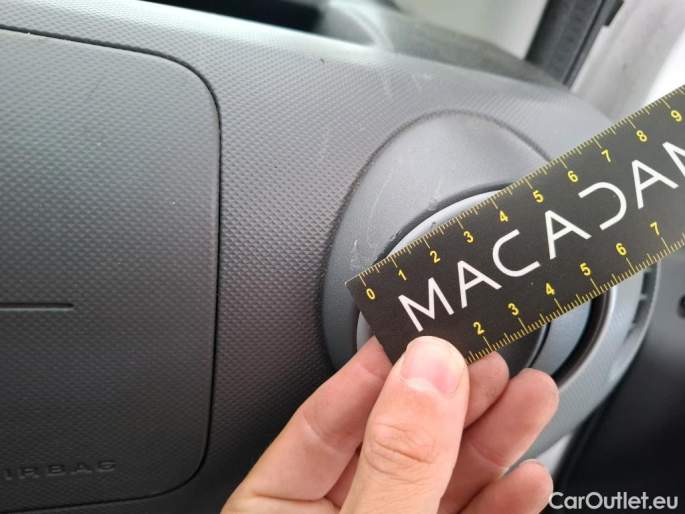 0 1 2 3 4 5 6 7 8 9
MACADAM
2 3 4 5 6 7
AIRBAG
CarOutlet.eu